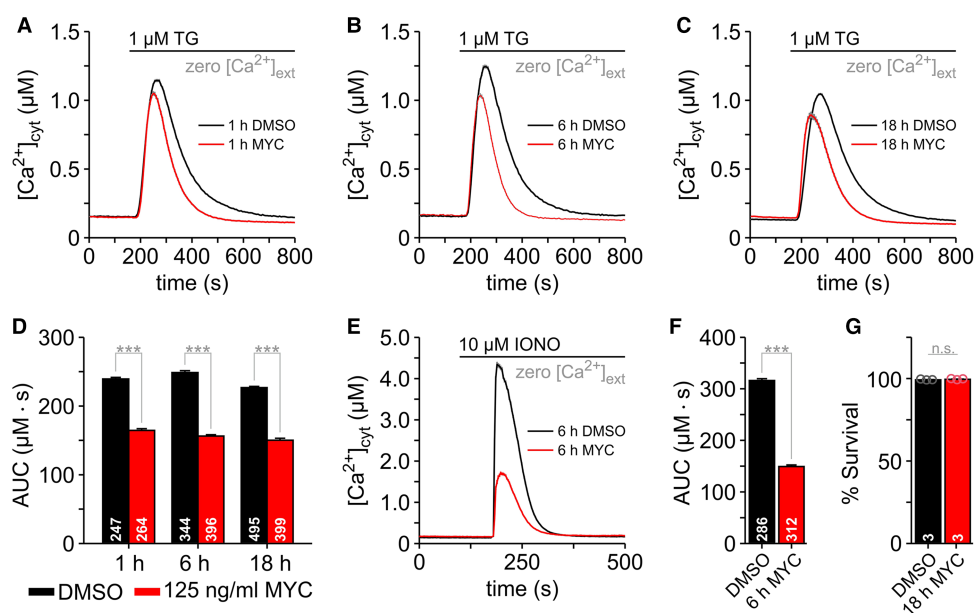 A
1 µM TG
zero [Ca2+]ext
1 h DMSO
1 h MYC
[Ca2+]cyt (µM)
1.5
1.0
0.5
0
0 200 400 600 800
time (s)
B
1 µM TG
zero [Ca2+]ext
6 h DMSO
6 h MYC
[Ca2+]cyt (µM)
1.5
1.0
0.5
0
0 200 400 600 800
time (s)
C
1 µM TG
zero [Ca2+]ext
18 h DMSO
18 h MYC
[Ca2+]cyt (µM)
1.5
1.0
0.5
0
0 200 400 600 800
time (s)
D
AUC (µM · s)
300
200
100
0
*** *** ***
247 264 344 396 495 399
1 h 6 h 18 h
DMSO 125 ng/ml MYC
E
10 µM IONO
zero [Ca2+]ext
6 h DMSO
6 h MYC
[Ca2+]cyt (µM)
5.0
4.0
3.0
2.0
1.0
0
0 250 500
time (s)
F
AUC (µM · s)
400
300
200
100
0
***
286 312
DMSO
6 h MYC
G
% Survival
100
50
0
n.s.
3 3
DMSO
18 h MYC